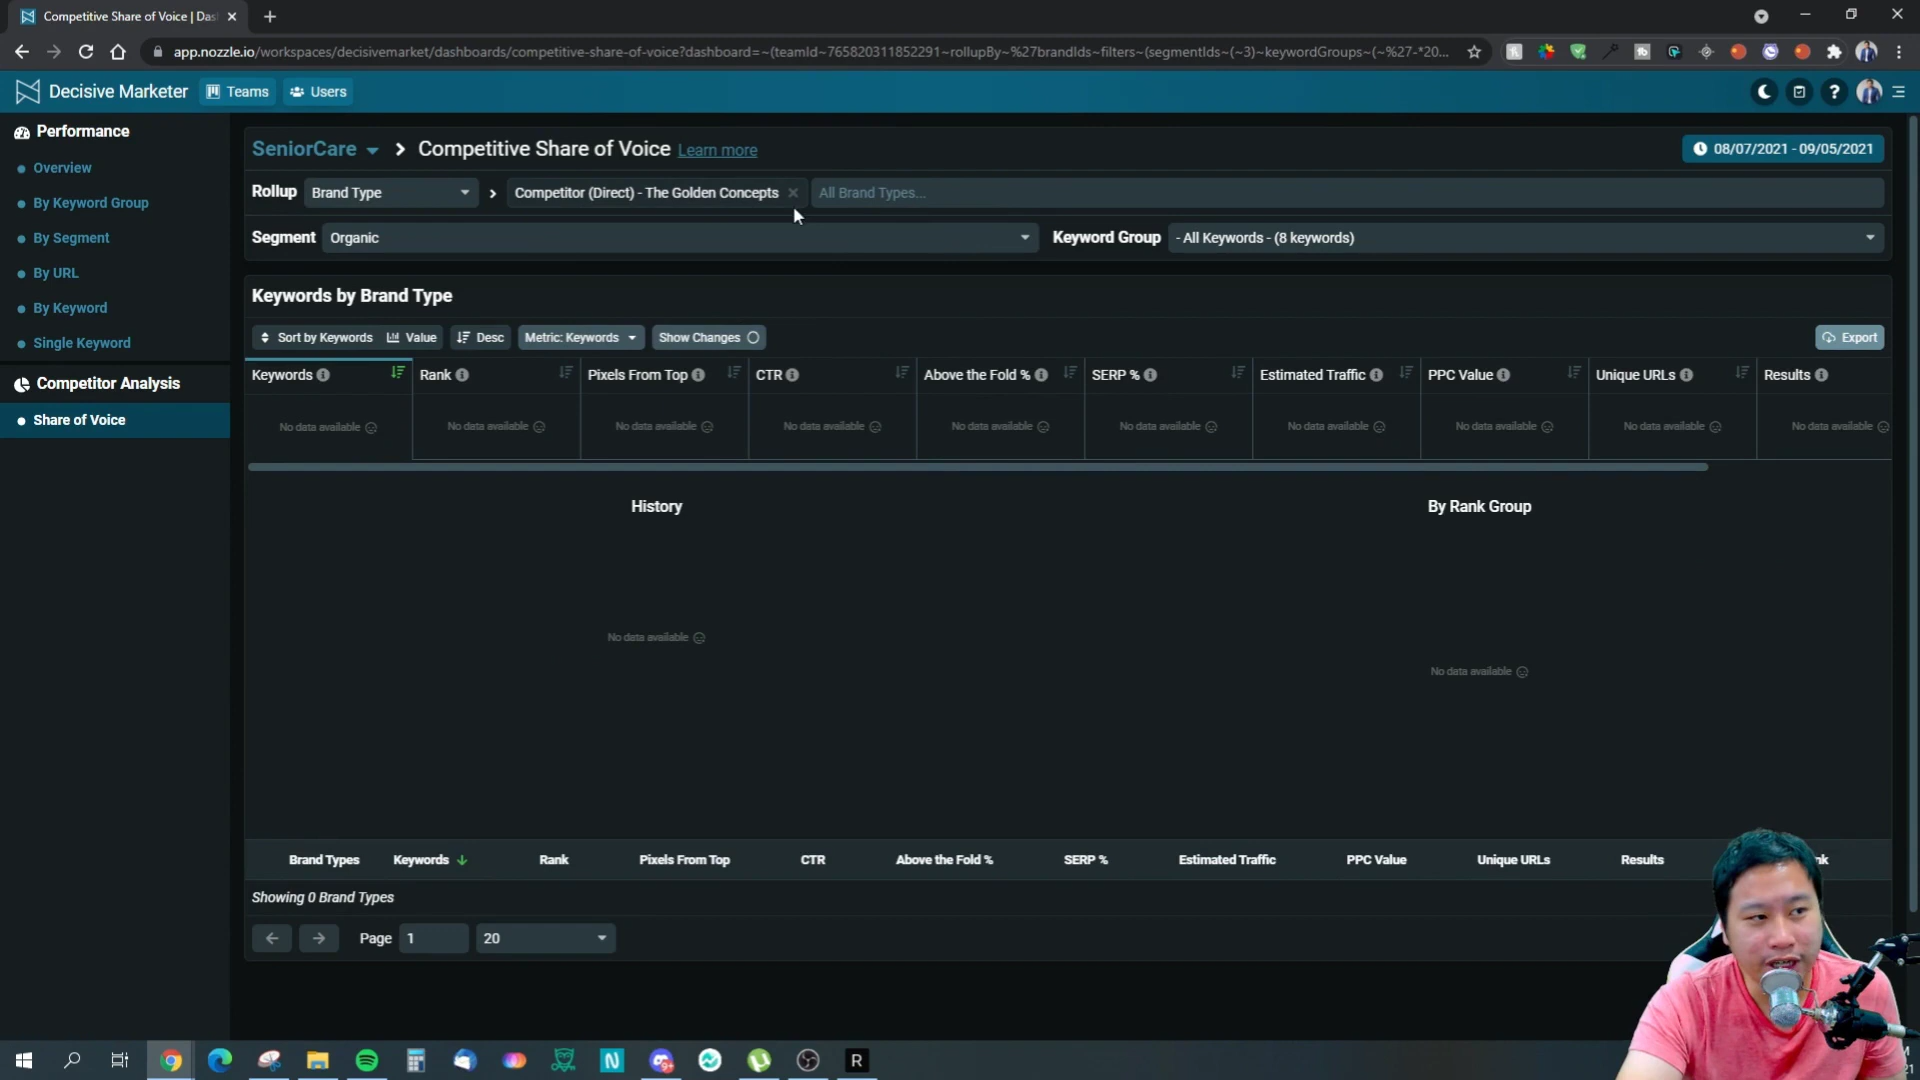 Competitive Share of Voice | Das
app.nozzle.io/workspaces/decisivemarket/dashboards/competitive-share-of-voice?dashboard=~(teamId~765820311852291~rollupBy~%27brandIds~filters~(segmentIds~(~3)~keywordGroups~(~%27-*20...
Decisive Marketer Teams Users
Performance
Overview
By Keyword Group
By Segment
By URL
By Keyword
Single Keyword
Competitor Analysis
Share of Voice
SeniorCare > Competitive Share of Voice Learn more 08/07/2021 - 09/05/2021
Rollup Brand Type > Competitor (Direct) - The Golden Concepts × All Brand Types...
Segment Organic Keyword Group - All Keywords - (8 keywords)
Keywords by Brand Type
Sort by Keywords Value Desc Metric: Keywords Show Changes Export
Keywords Rank Pixels From Top CTR Above the Fold % SERP % Estimated Traffic PPC Value Unique URLs Results
No data available No data available No data available No data available No data available No data available No data available No data available No data available No data available
History By Rank Group
No data available
No data available
Brand Types Keywords Rank Pixels From Top CTR Above the Fold % SERP % Estimated Traffic PPC Value Unique URLs Results
Showing 0 Brand Types
Page 1 20